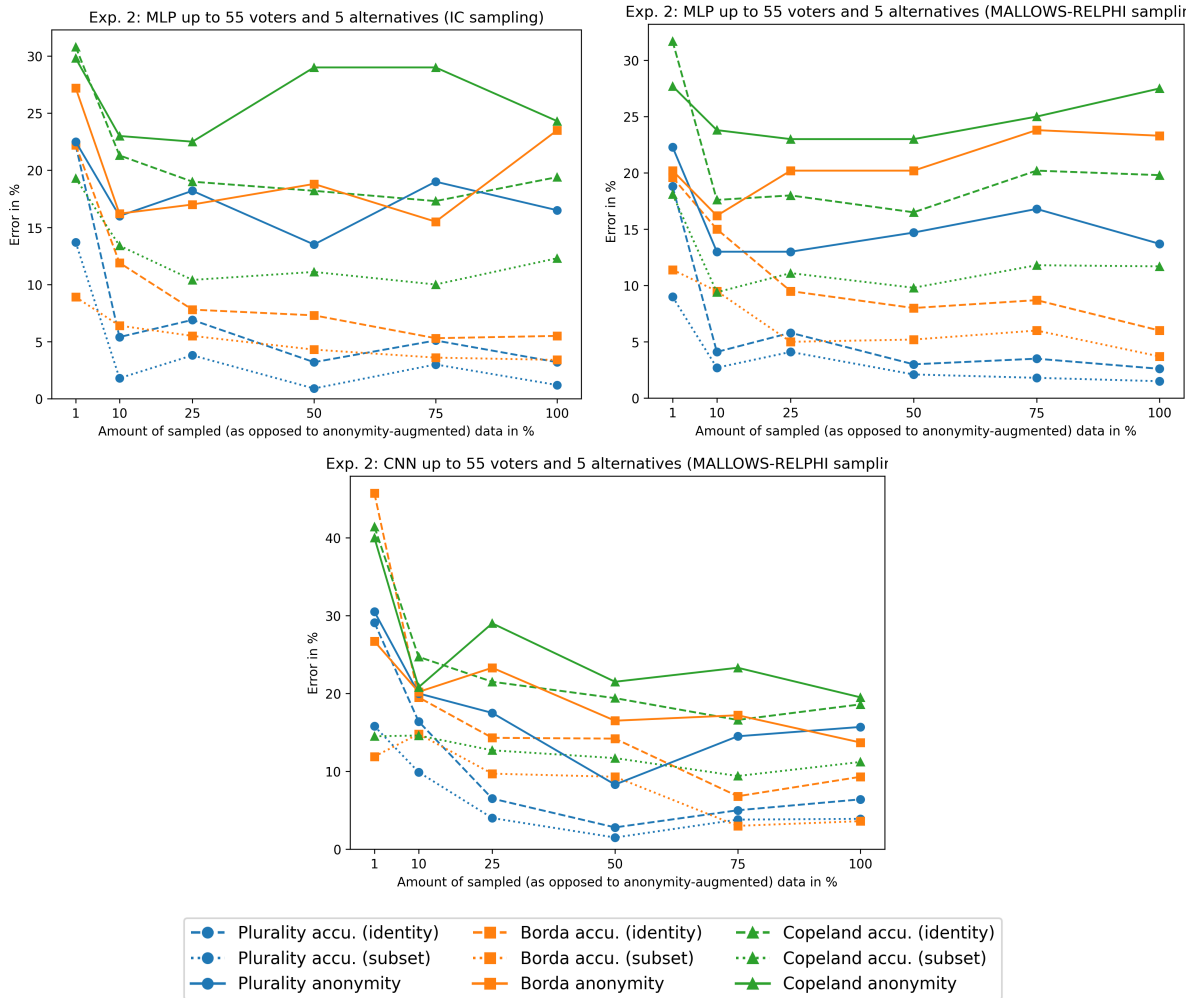 Exp. 2: MLP up to 55 voters and 5 alternatives (IC sampling)
30
25
20
15
10
5
0
Error in %
1 10 25 50 75 100
Amount of sampled (as opposed to anonymity-augmented) data in %
Exp. 2: MLP up to 55 voters and 5 alternatives (MALLOWS-RELPHI samplin
30
25
20
15
10
5
0
Error in %
1 10 25 50 75 100
Amount of sampled (as opposed to anonymity-augmented) data in %
Exp. 2: CNN up to 55 voters and 5 alternatives (MALLOWS-RELPHI samplin
40
30
20
10
0
Error in %
1 10 25 50 75 100
Amount of sampled (as opposed to anonymity-augmented) data in %
Plurality accu. (identity) Borda accu. (identity) Copeland accu. (identity)
Plurality accu. (subset) Borda accu. (subset) Copeland accu. (subset)
Plurality anonymity Borda anonymity Copeland anonymity